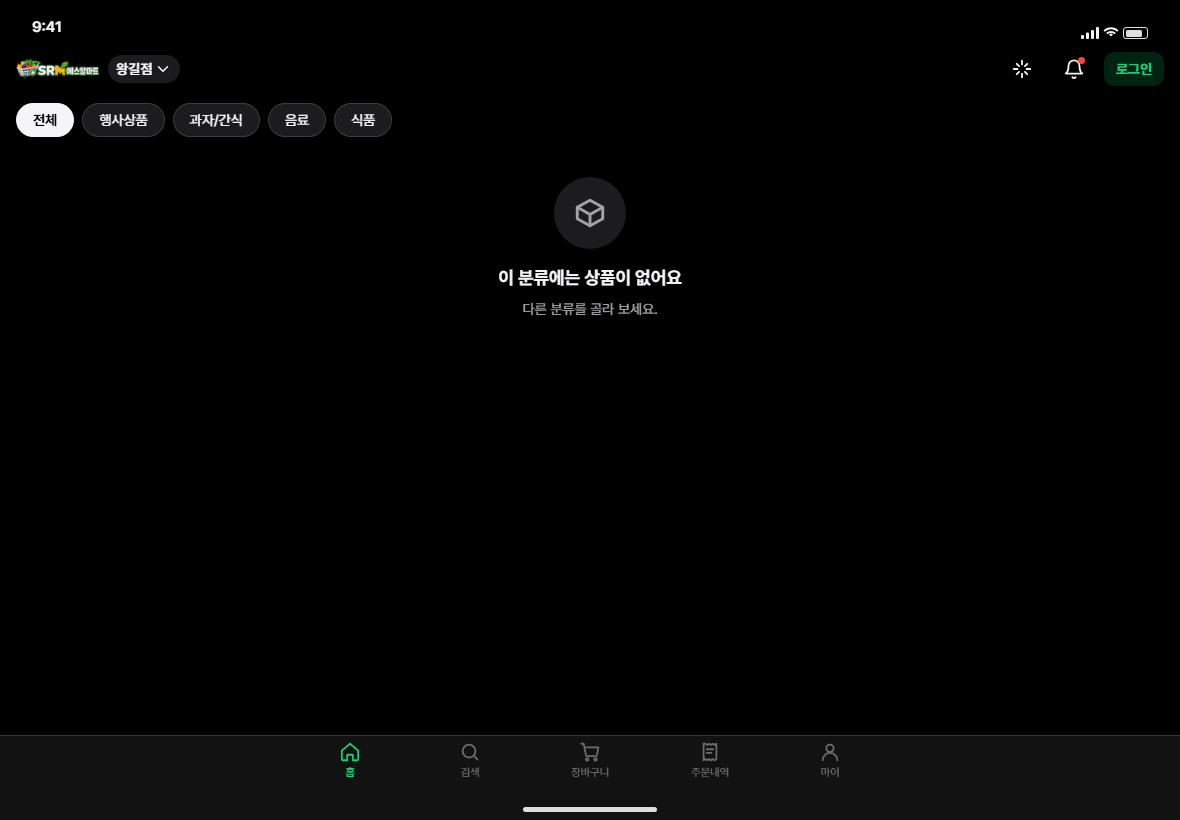 9:41
SRM 에스알마트
왕길점
로그인
전체
행사상품
과자/간식
음료
식품
이 분류에는 상품이 없어요
다른 분류를 골라 보세요.
홈
검색
장바구니
주문내역
마이